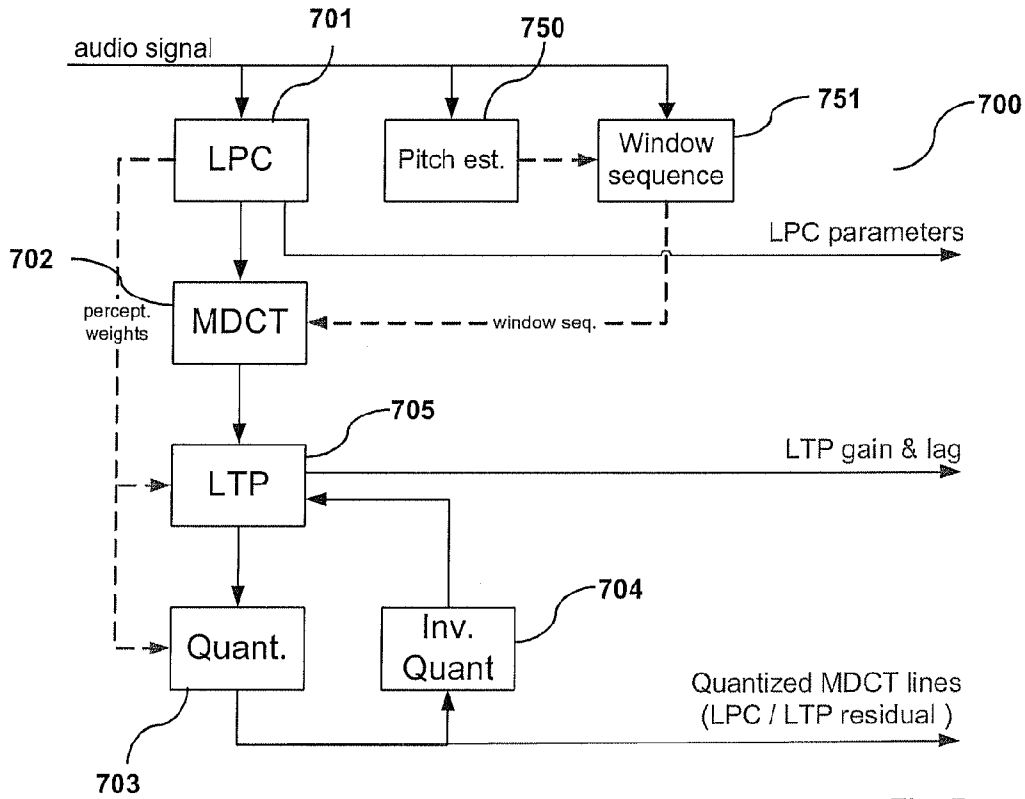 701
750
audio signal
751
700
LPC
Pitch est.
Window
sequence
LPC parameters
702
percept.
weights
MDCT
window seq.
705
LTP gain & lag
LTP
704
Quant.
Inv.
Quant
Quantized MDCT lines
(LPC / LTP residual )
703